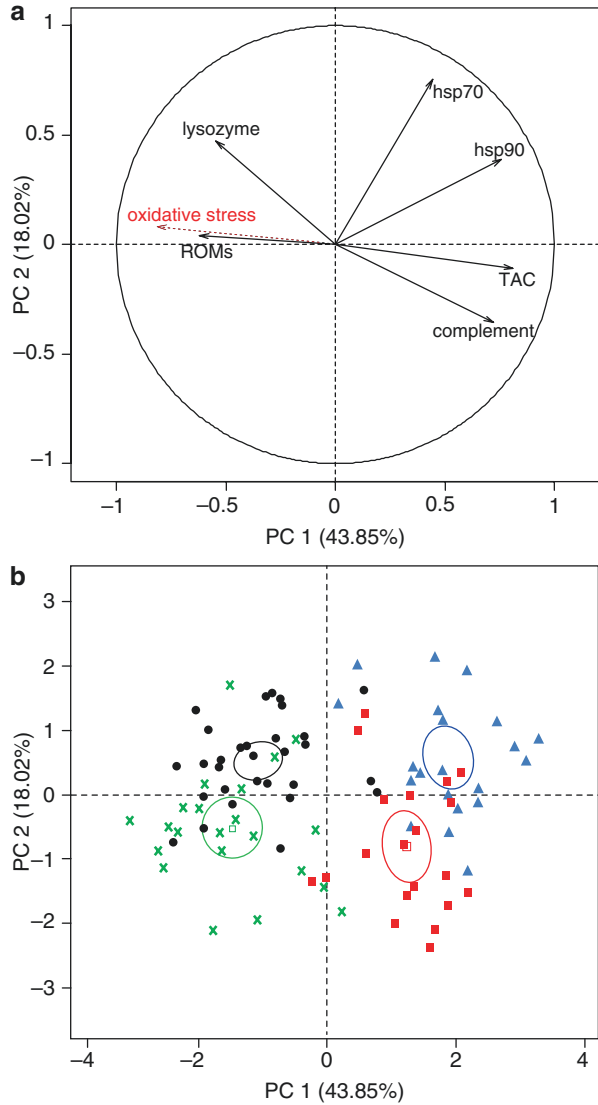 a
1
0.5
0
−0.5
−1
PC 2 (18.02%)
hsp70
lysozyme
hsp90
oxidative stress
ROMs
TAC
complement
−1
−0.5
0
0.5
1
PC 1 (43.85%)
b
3
2
1
0
−1
−2
−3
PC 2 (18.02%)
−4
−2
0
2
4
PC 1 (43.85%)